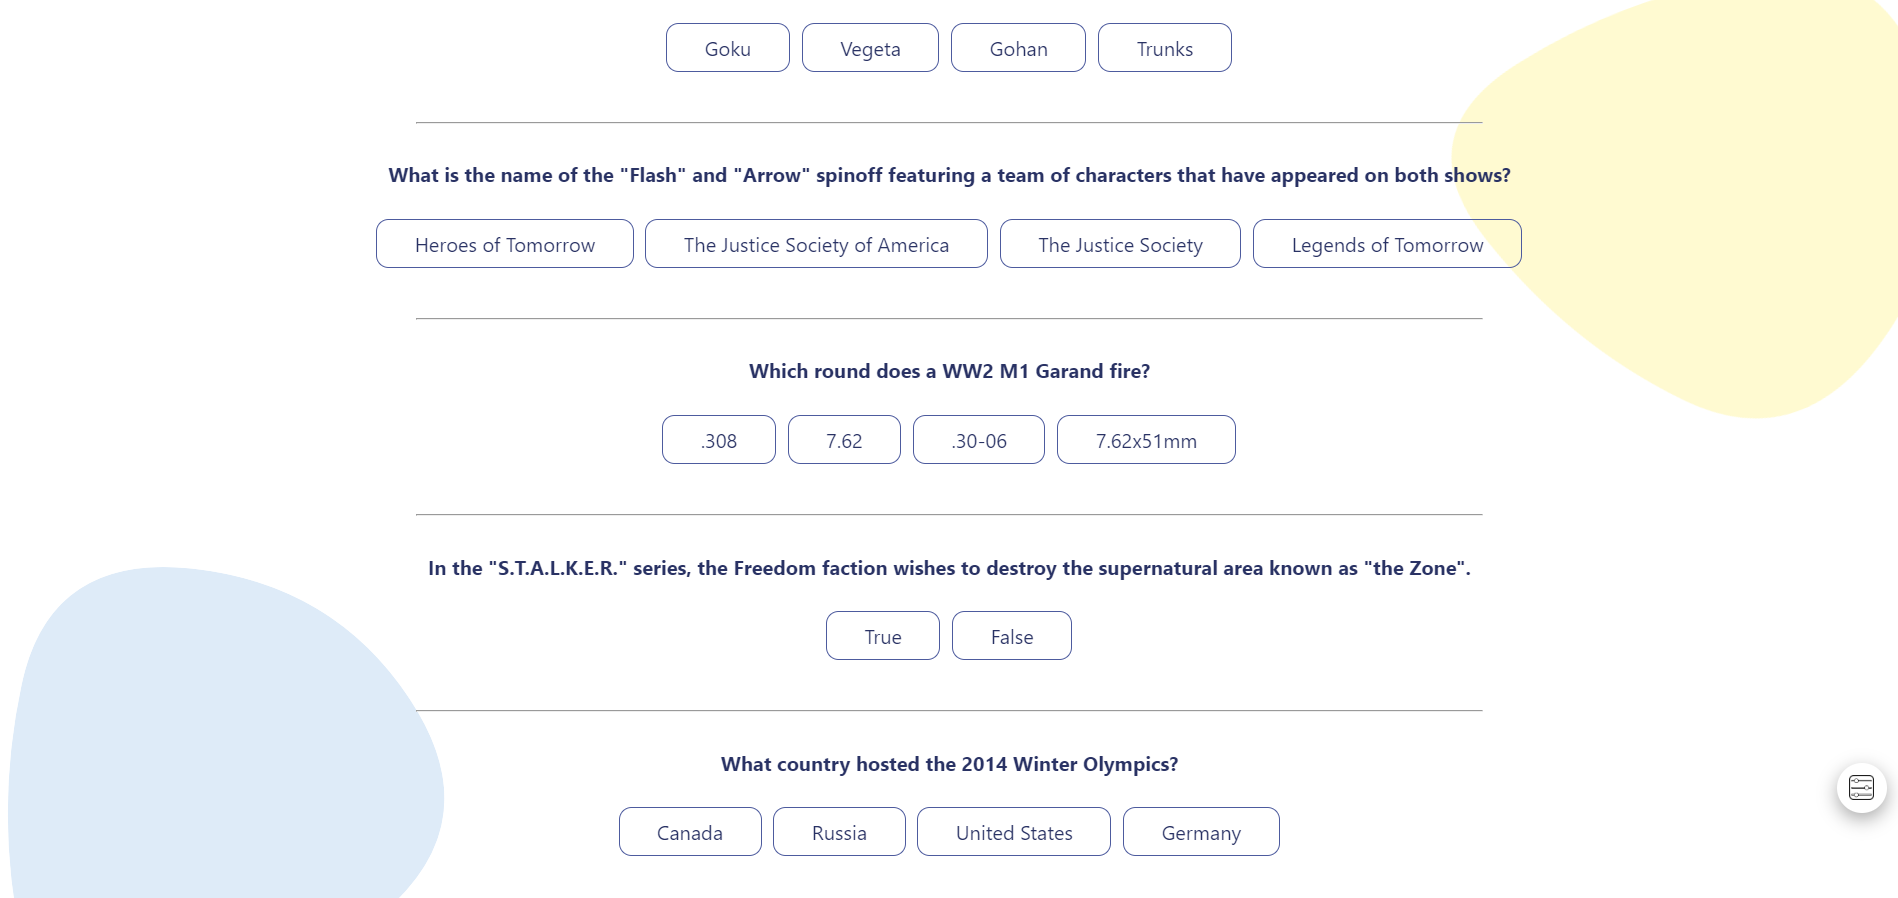 Goku Vegeta Gohan Trunks
What is the name of the "Flash" and "Arrow" spinoff featuring a team of characters that have appeared on both shows?
Heroes of Tomorrow The Justice Society of America The Justice Society Legends of Tomorrow
Which round does a WW2 M1 Garand fire?
.308 7.62 .30-06 7.62x51mm
In the "S.T.A.L.K.E.R." series, the Freedom faction wishes to destroy the supernatural area known as "the Zone".
True False
What country hosted the 2014 Winter Olympics?
Canada Russia United States Germany